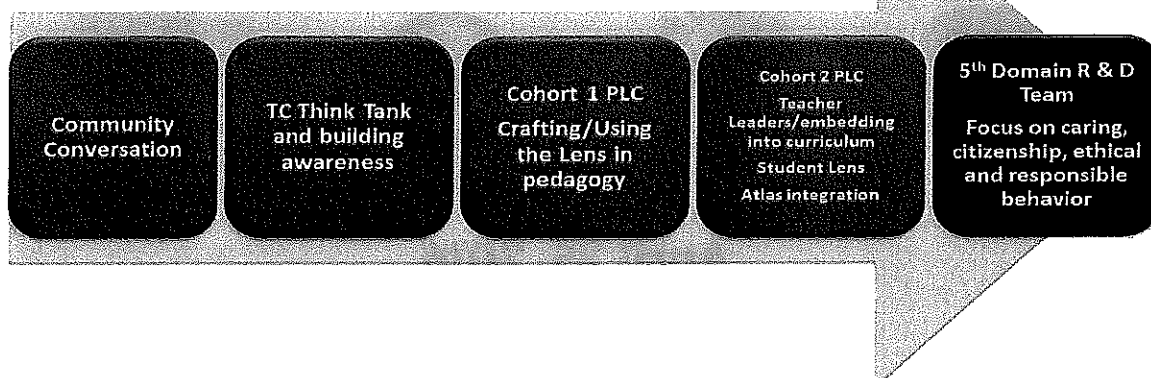 Community
Conversation
TC Think Tank
and building
awareness
Cohort 1 PLC
Crafting/Using
the Lens in
pedagogy
Cohort 2 PLC
Teacher
Leaders/embedding
into curriculum
Student Lens
Atlas integration
5th Domain R & D
Team
Focus on caring,
citizenship, ethical
and responsible
behavior